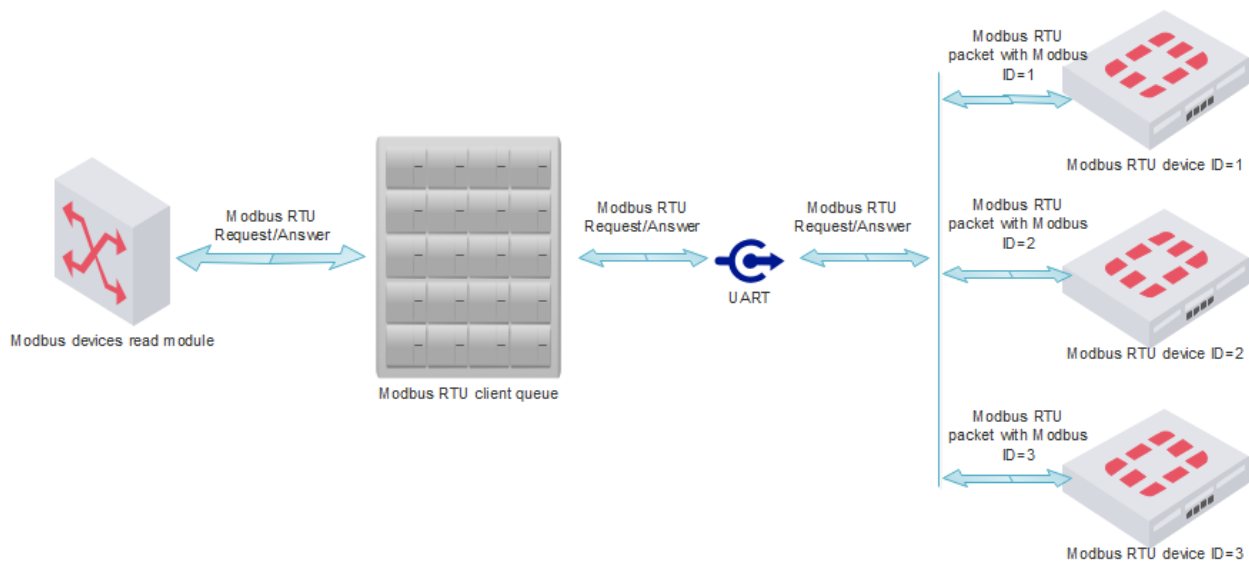 Modbus RTU
packet with Modbus
ID=1
Modbus RTU device ID=1
Modbus RTU
Request/Answer
Modbus devices read module
Modbus RTU client queue
Modbus RTU
Request/Answer
UART
Modbus RTU
Request/Answer
Modbus RTU
packet with Modbus
ID=2
Modbus RTU device ID=2
Modbus RTU
packet with Modbus
ID=3
Modbus RTU device ID=3